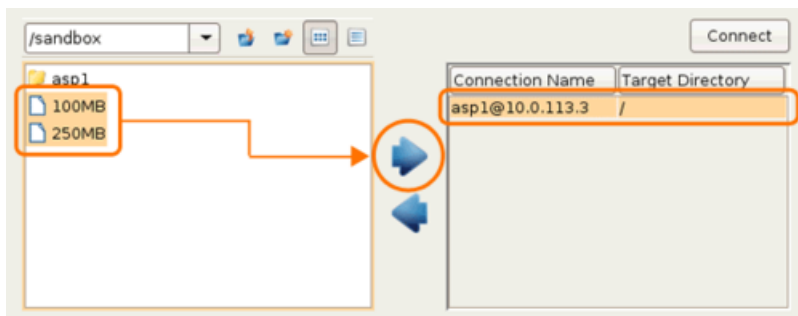 /sandbox
Connect
asp1
100MB
250MB
Connection Name Target Directory
asp1@10.0.113.3 /